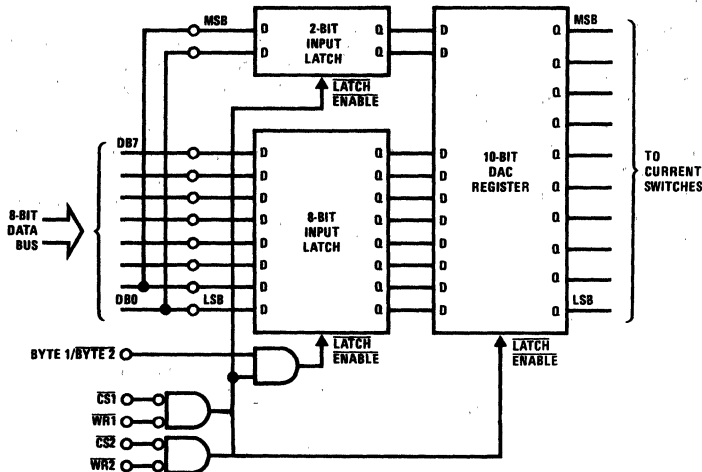 MSB
D
2-BIT
INPUT
LATCH
Q
D
Q
D
Q
D
Q
MSB
LATCH
ENABLE
Q
Q
Q
Q
Q
Q
Q
Q
LSB
Q
10-BIT
DAC
REGISTER
TO
CURRENT
SWITCHES
DB7
D
Q
D
D
Q
D
D
Q
D
D
Q
D
8-BIT
INPUT
LATCH
D
Q
D
D
Q
D
D
Q
D
DB0
LSB
D
Q
D
8-BIT
DATA
BUS
LATCH
ENABLE
LATCH
ENABLE
BYTE 1/BYTE 2
CS1
WR1
CS2
WR2